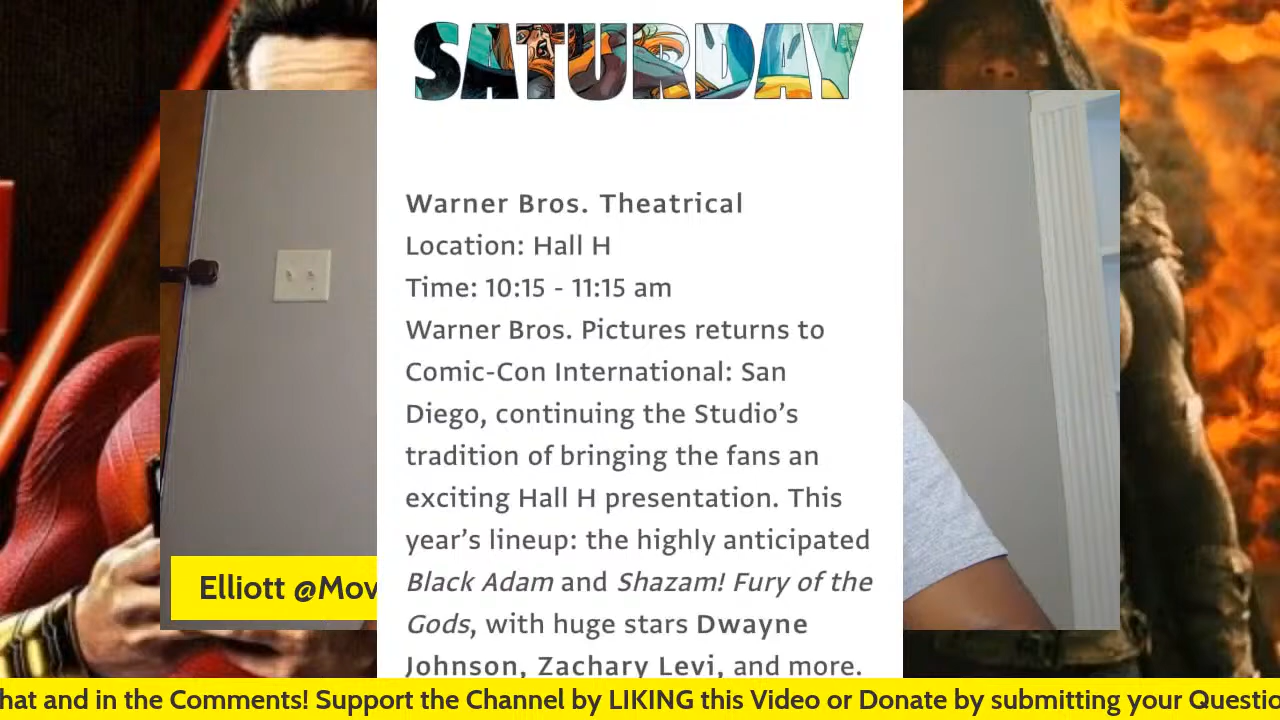 SATURDAY
Warner Bros. Theatrical
Location: Hall H
Time: 10:15 - 11:15 am
Warner Bros. Pictures returns to
Comic-Con International: San
Diego, continuing the Studio’s
tradition of bringing the fans an
exciting Hall H presentation. This
year’s lineup: the highly anticipated
Black Adam and Shazam! Fury of the
Gods, with huge stars Dwayne
Johnson, Zachary Levi, and more.
Elliott @Mov
hat and in the Comments! Support the Channel by LIKING this Video or Donate by submitting your Questio